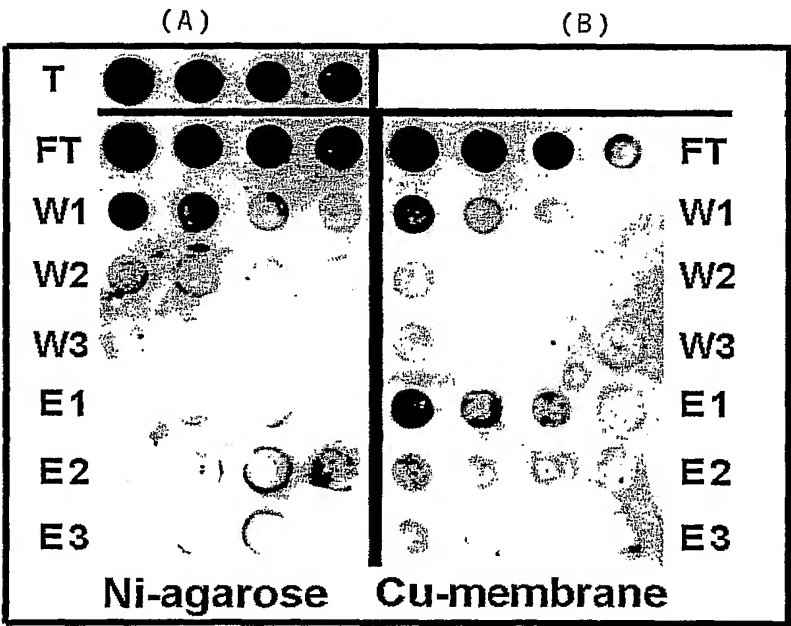 (A) (B)
T
FT FT
W1 W1
W2 W2
W3 W3
E1 E1
E2 E2
E3 E3
Ni-agarose Cu-membrane